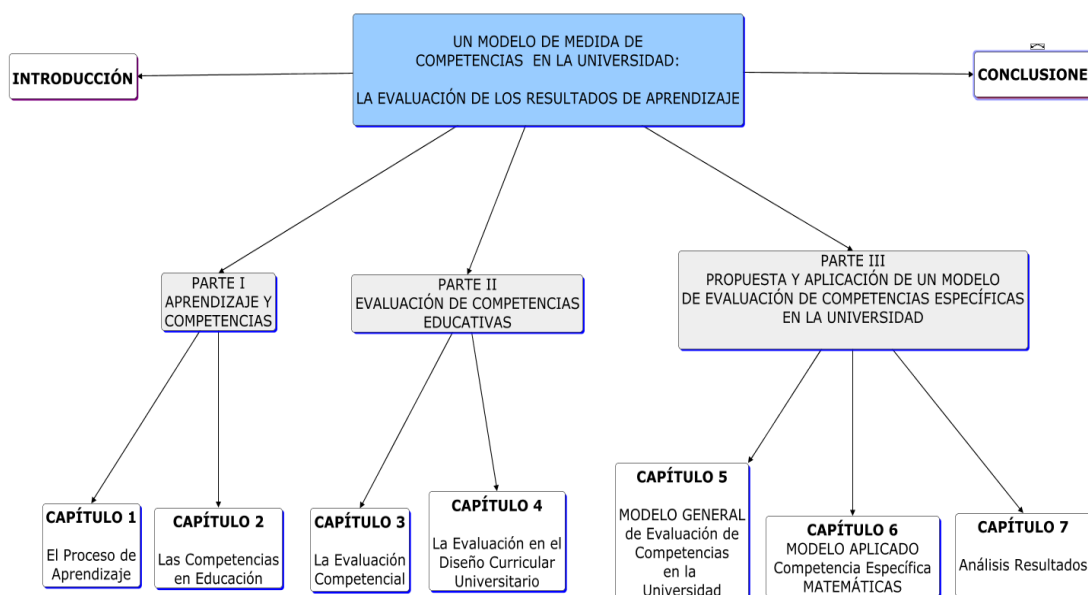 UN MODELO DE MEDIDA DE
COMPETENCIAS EN LA UNIVERSIDAD:
LA EVALUACIÓN DE LOS RESULTADOS DE APRENDIZAJE
INTRODUCCIÓN
CONCLUSIONE
PARTE I
APRENDIZAJE Y
COMPETENCIAS
PARTE II
EVALUACIÓN DE COMPETENCIAS
EDUCATIVAS
PARTE III
PROPUESTA Y APLICACIÓN DE UN MODELO
DE EVALUACIÓN DE COMPETENCIAS ESPECÍFICAS
EN LA UNIVERSIDAD
CAPÍTULO 1
El Proceso de
Aprendizaje
CAPÍTULO 2
Las Competencias
en Educación
CAPÍTULO 3
La Evaluación
Competencial
CAPÍTULO 4
La Evaluación en el
Diseño Curricular
Universitario
CAPÍTULO 5
MODELO GENERAL
de Evaluación de
Competencias
en la
Universidad
CAPÍTULO 6
MODELO APLICADO
Competencia Específica
MATEMÁTICAS
CAPÍTULO 7
Análisis Resultados